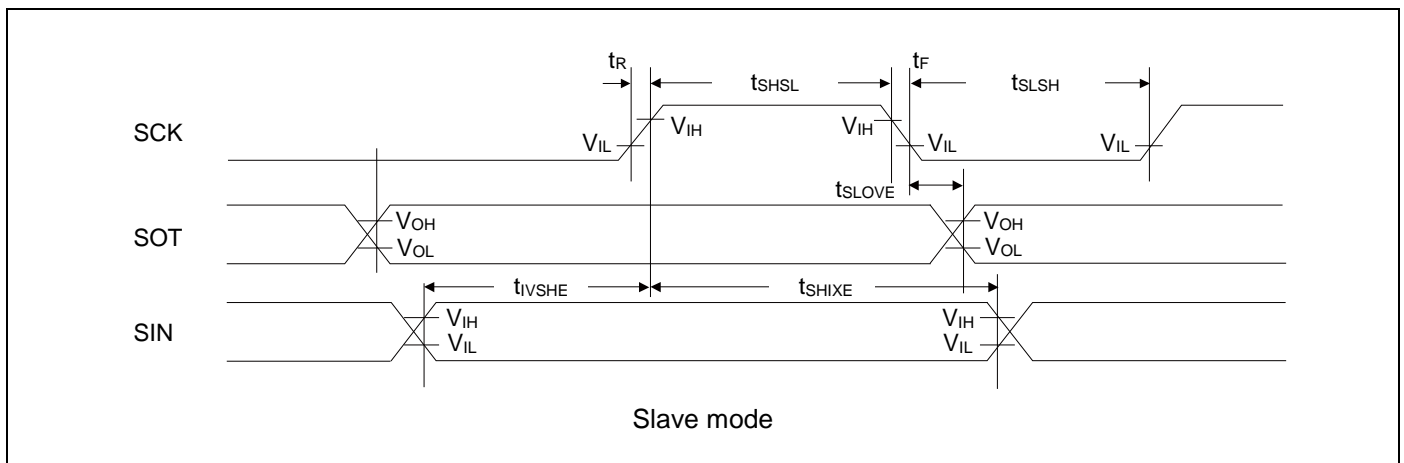 tR tSHSL tF tSLSH
SCK VIL VIH VIH VIL VIL
tSLOVE
SOT VOH VOL VOH VOL
tIVSHE tSHIXE
SIN VIH VIL VIH VIL
Slave mode